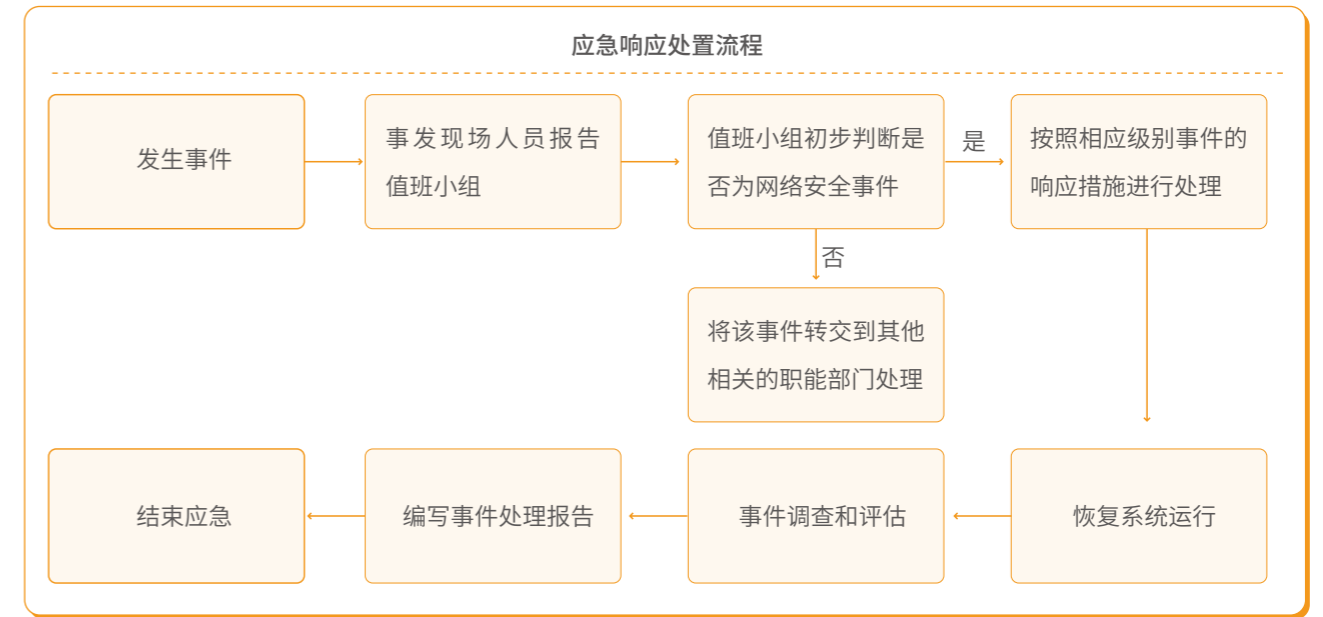 应急响应处置流程
发生事件
事发现场人员报告
值班小组
值班小组初步判断是
否为网络安全事件
是
按照相应级别事件的
响应措施进行处理
否
将该事件转交到其他
相关的职能部门处理
结束应急
编写事件处理报告
事件调查和评估
恢复系统运行